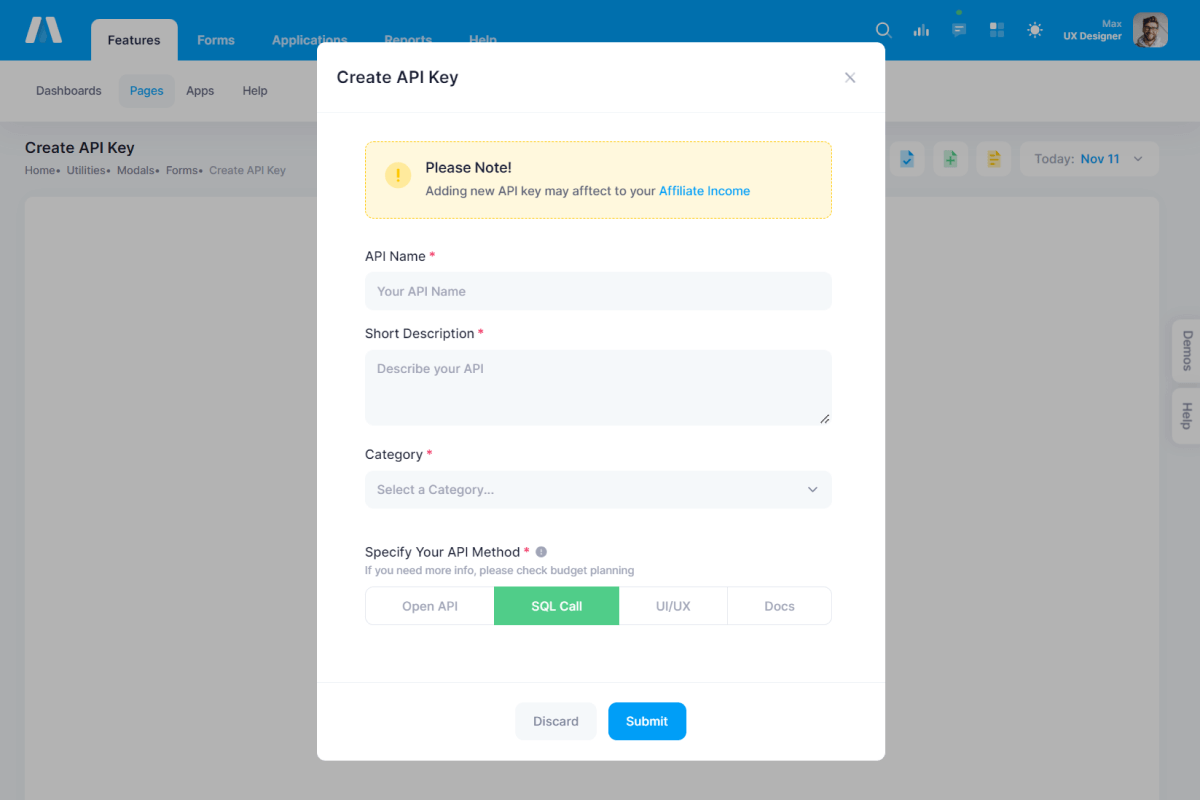 Features
Forms
Applications
Reports
Help
Max
UX Designer
Dashboards
Pages
Apps
Help
Create API Key
Home• Utilities• Modals• Forms• Create API Key
Today: Nov 11
Create API Key
Please Note!
Adding new API key may afftect to your Affiliate Income
API Name *
Your API Name
Short Description *
Describe your API
Category *
Select a Category...
Specify Your API Method *
If you need more info, please check budget planning
Open API
SQL Call
UI/UX
Docs
Discard
Submit
Demos
Help